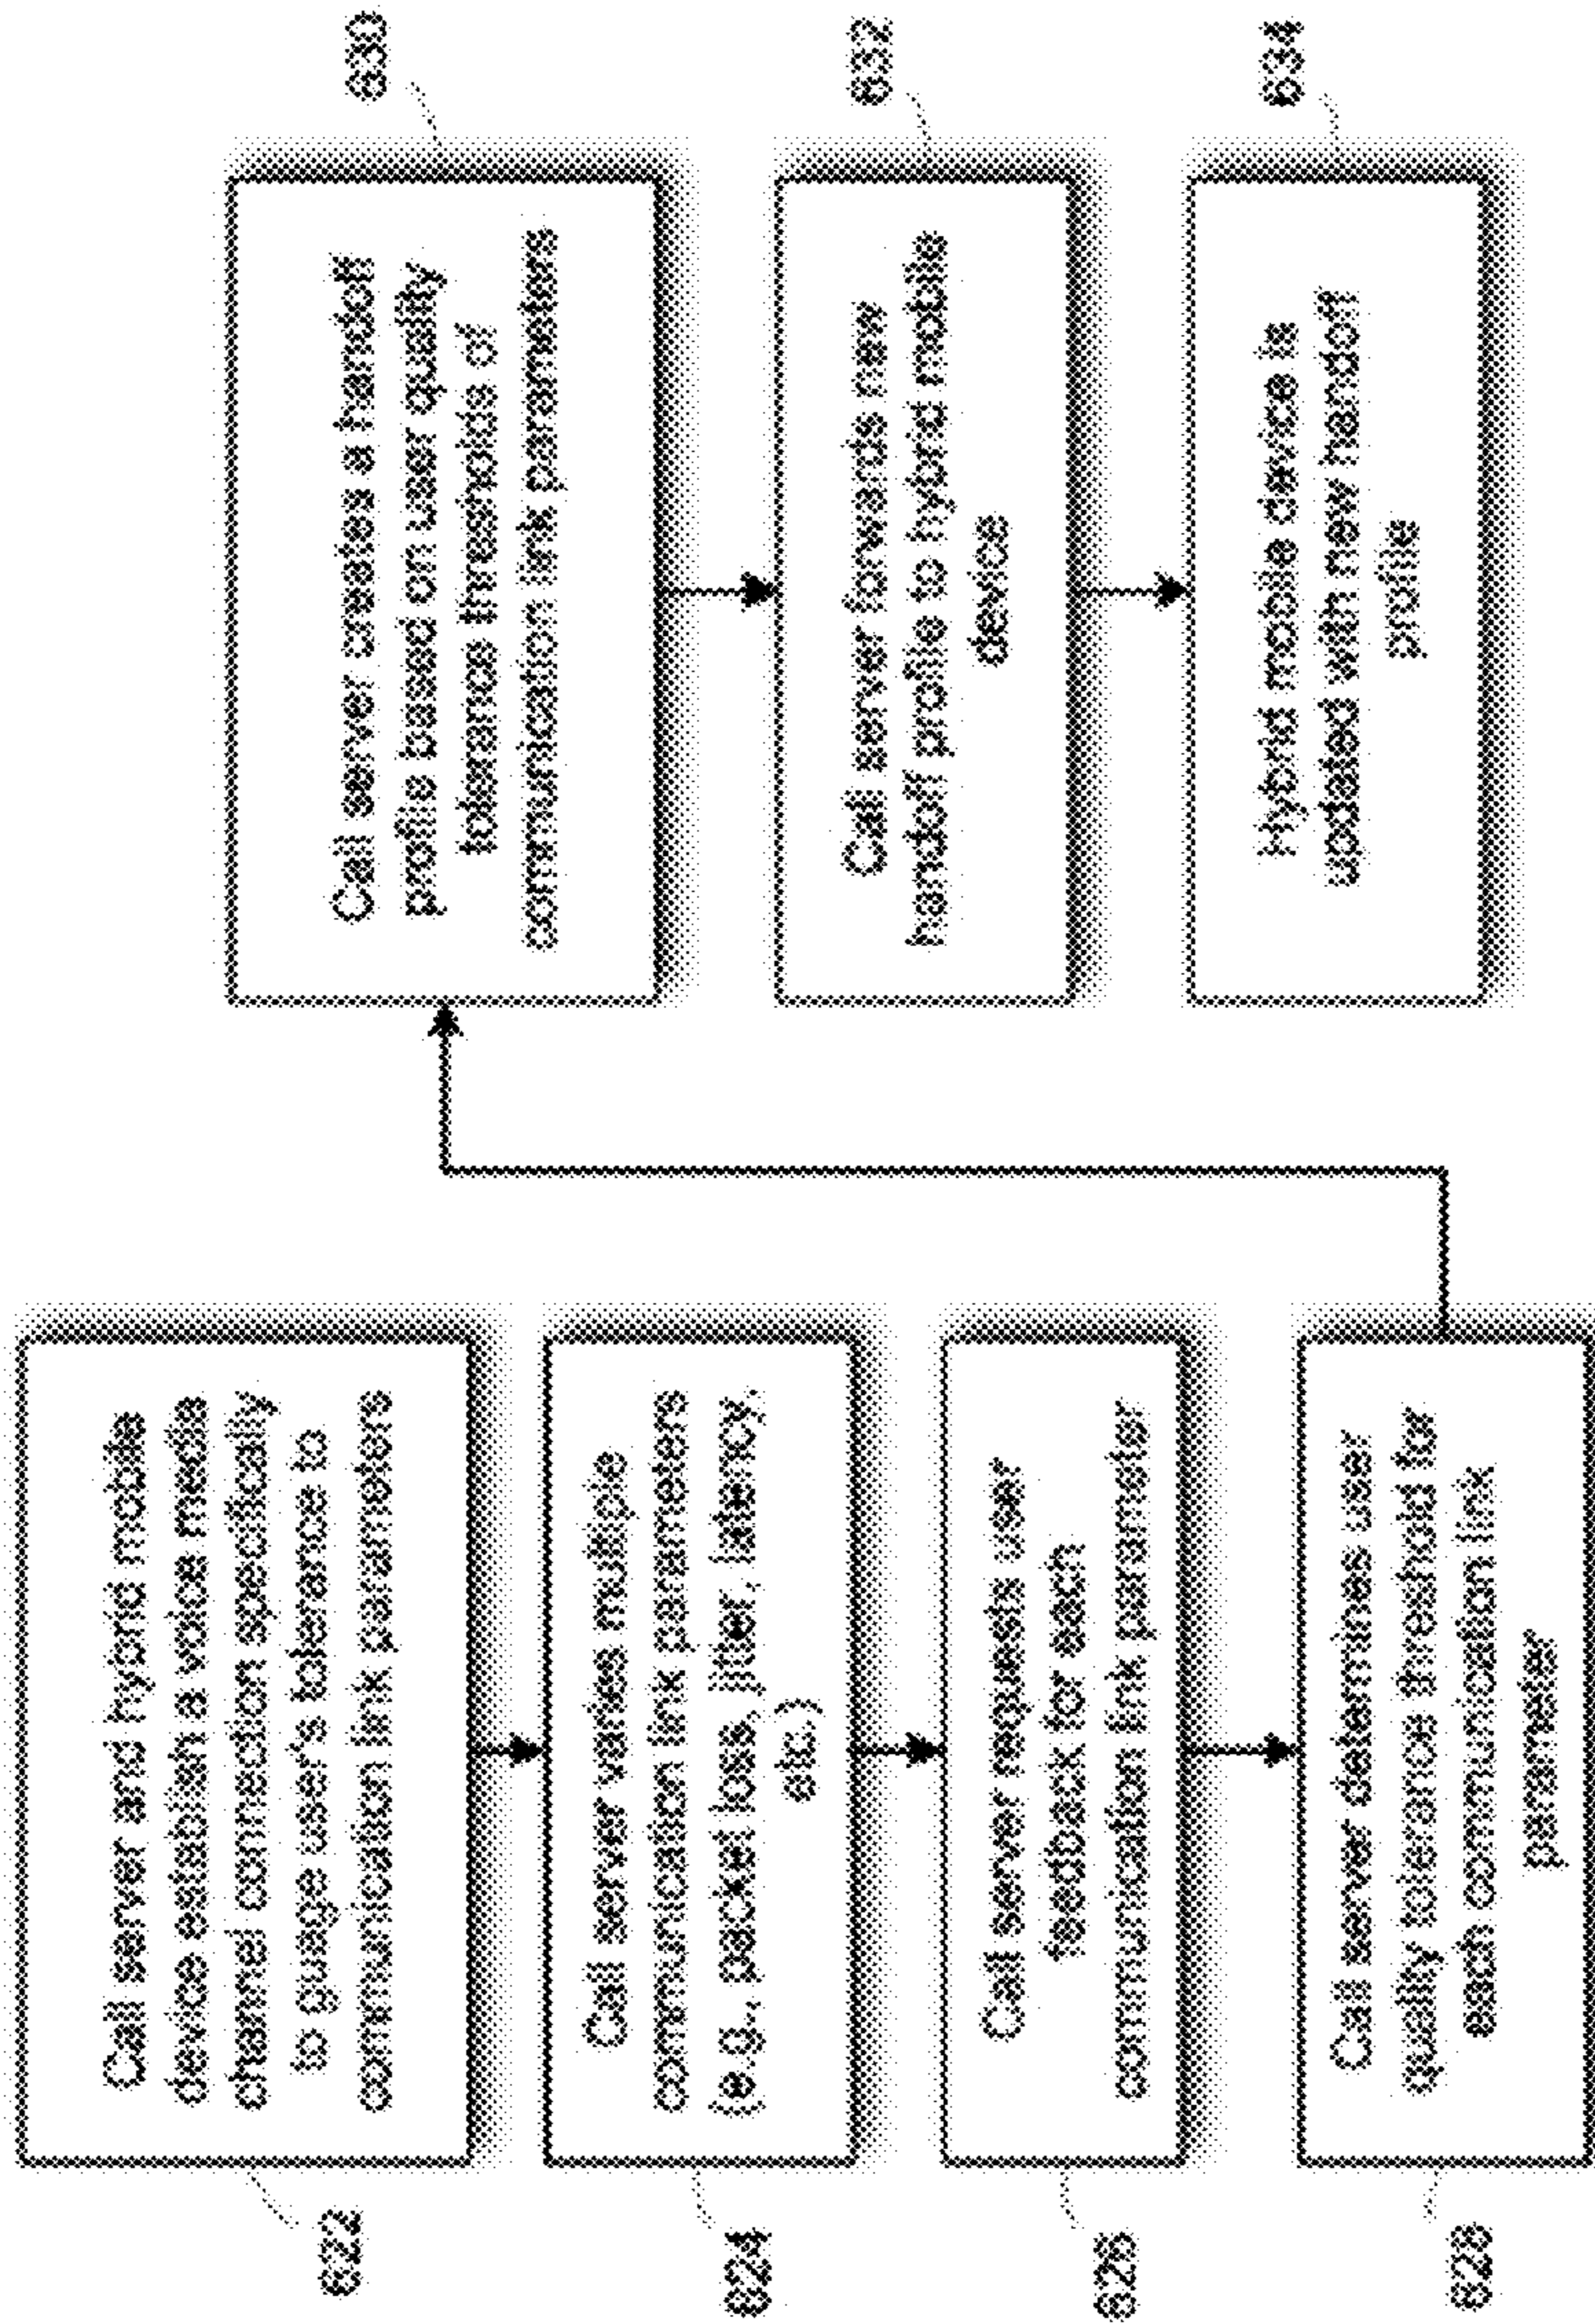 622
Call server and hybrid mobile
device establish a voice media
channel connection specifically
to guage user's tolerance to
communication link parameters
624
Call server varies multiple
communication link parameters
(e.g., packet loss, jitter, latency,
etc.)
626
Call server requests user
feedback for each
communication link parameter
628
Call server determines user
quality tolerance threshold for
each communication link
parameter
630
Call server creates a handoff
profile based on user quality
tolerance thresholds of
communication link parameters
632
Call server forwards new
handoff profile to hybrid mobile
device
634
Hybrid mobile device is
updated with new handoff
profile